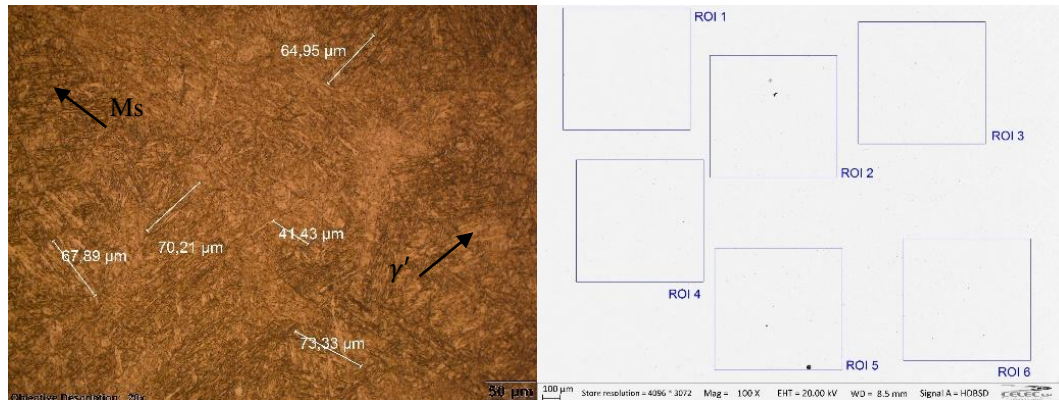 64,95 µm
Ms
70,21 µm
41,43 µm
67,89 µm
γ'
73,33 µm
50 µm
Objective Description: 20x
ROI 1
ROI 2
ROI 3
ROI 4
ROI 5
ROI 6
100 µm
Store resolution = 4096 * 3072 Mag = 100 X EHT = 20.00 kV WD = 8.5 mm Signal A = HDBSD
CELEC